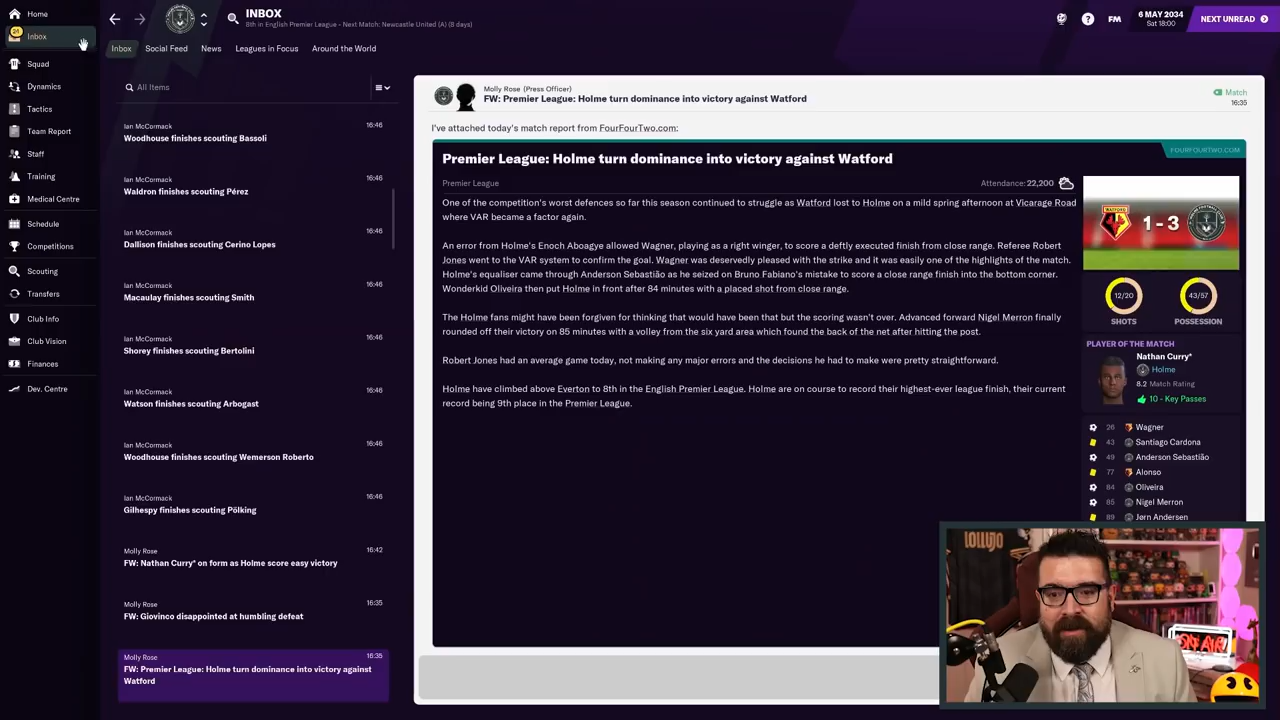 Home
Inbox
24
Squad
Dynamics
Tactics
Team Report
Staff
Training
Medical Centre
Schedule
Competitions
Scouting
Transfers
Club Info
Club Vision
Finances
Dev. Centre
INBOX
8th in English Premier League - Next Match: Newcastle United (A) (8 days)
FM
6 MAY 2034
Sat 18:00
NEXT UNREAD
Inbox
Social Feed
News
Leagues in Focus
Around the World
All Items
Ian McCormack
16:46
Woodhouse finishes scouting Bassoli
Ian McCormack
16:46
Waldron finishes scouting Pérez
Ian McCormack
16:46
Dallison finishes scouting Cerino Lopes
Ian McCormack
16:46
Macaulay finishes scouting Smith
Ian McCormack
16:46
Shorey finishes scouting Bertolini
Ian McCormack
16:46
Watson finishes scouting Arbogast
Ian McCormack
16:46
Woodhouse finishes scouting Wemerson Roberto
Ian McCormack
16:46
Gilhespy finishes scouting Pölking
Molly Rose
16:42
FW: Nathan Curry* on form as Holme score easy victory
Molly Rose
16:35
FW: Giovinco disappointed at humbling defeat
Molly Rose
16:35
FW: Premier League: Holme turn dominance into victory against
Watford
Molly Rose (Press Officer)
FW: Premier League: Holme turn dominance into victory against Watford
Match
16:35
I've attached today's match report from FourFourTwo.com:
FOURFOURTWO.COM
Premier League: Holme turn dominance into victory against Watford
Premier League
Attendance: 22,200
One of the competition's worst defences so far this season continued to struggle as Watford lost to Holme on a mild spring afternoon at Vicarage Road
where VAR became a factor again.
An error from Holme's Enoch Aboagye allowed Wagner, playing as a right winger, to score a deftly executed finish from close range. Referee Robert
Jones went to the VAR system to confirm the goal. Wagner was deservedly pleased with the strike and it was easily one of the highlights of the match.
Holme's equaliser came through Anderson Sebastião as he seized on Bruno Fabiano's mistake to score a close range finish into the bottom corner.
Wonderkid Oliveira then put Holme in front after 84 minutes with a placed shot from close range.
The Holme fans might have been forgiven for thinking that would have been that but the scoring wasn't over. Advanced forward Nigel Merron finally
rounded off their victory on 85 minutes with a volley from the six yard area which found the back of the net after hitting the post.
Robert Jones had an average game today, not making any major errors and the decisions he had to make were pretty straightforward.
Holme have climbed above Everton to 8th in the English Premier League. Holme are on course to record their highest-ever league finish, their current
record being 9th place in the Premier League.
1 - 3
12/20
43/57
SHOTS
POSSESSION
PLAYER OF THE MATCH
Nathan Curry*
Holme
8.2 Match Rating
10 - Key Passes
26 Wagner
43 Santiago Cardona
49 Anderson Sebastião
77 Alonso
84 Oliveira
85 Nigel Merron
89 Jørn Andersen
lollujo
ON AIR